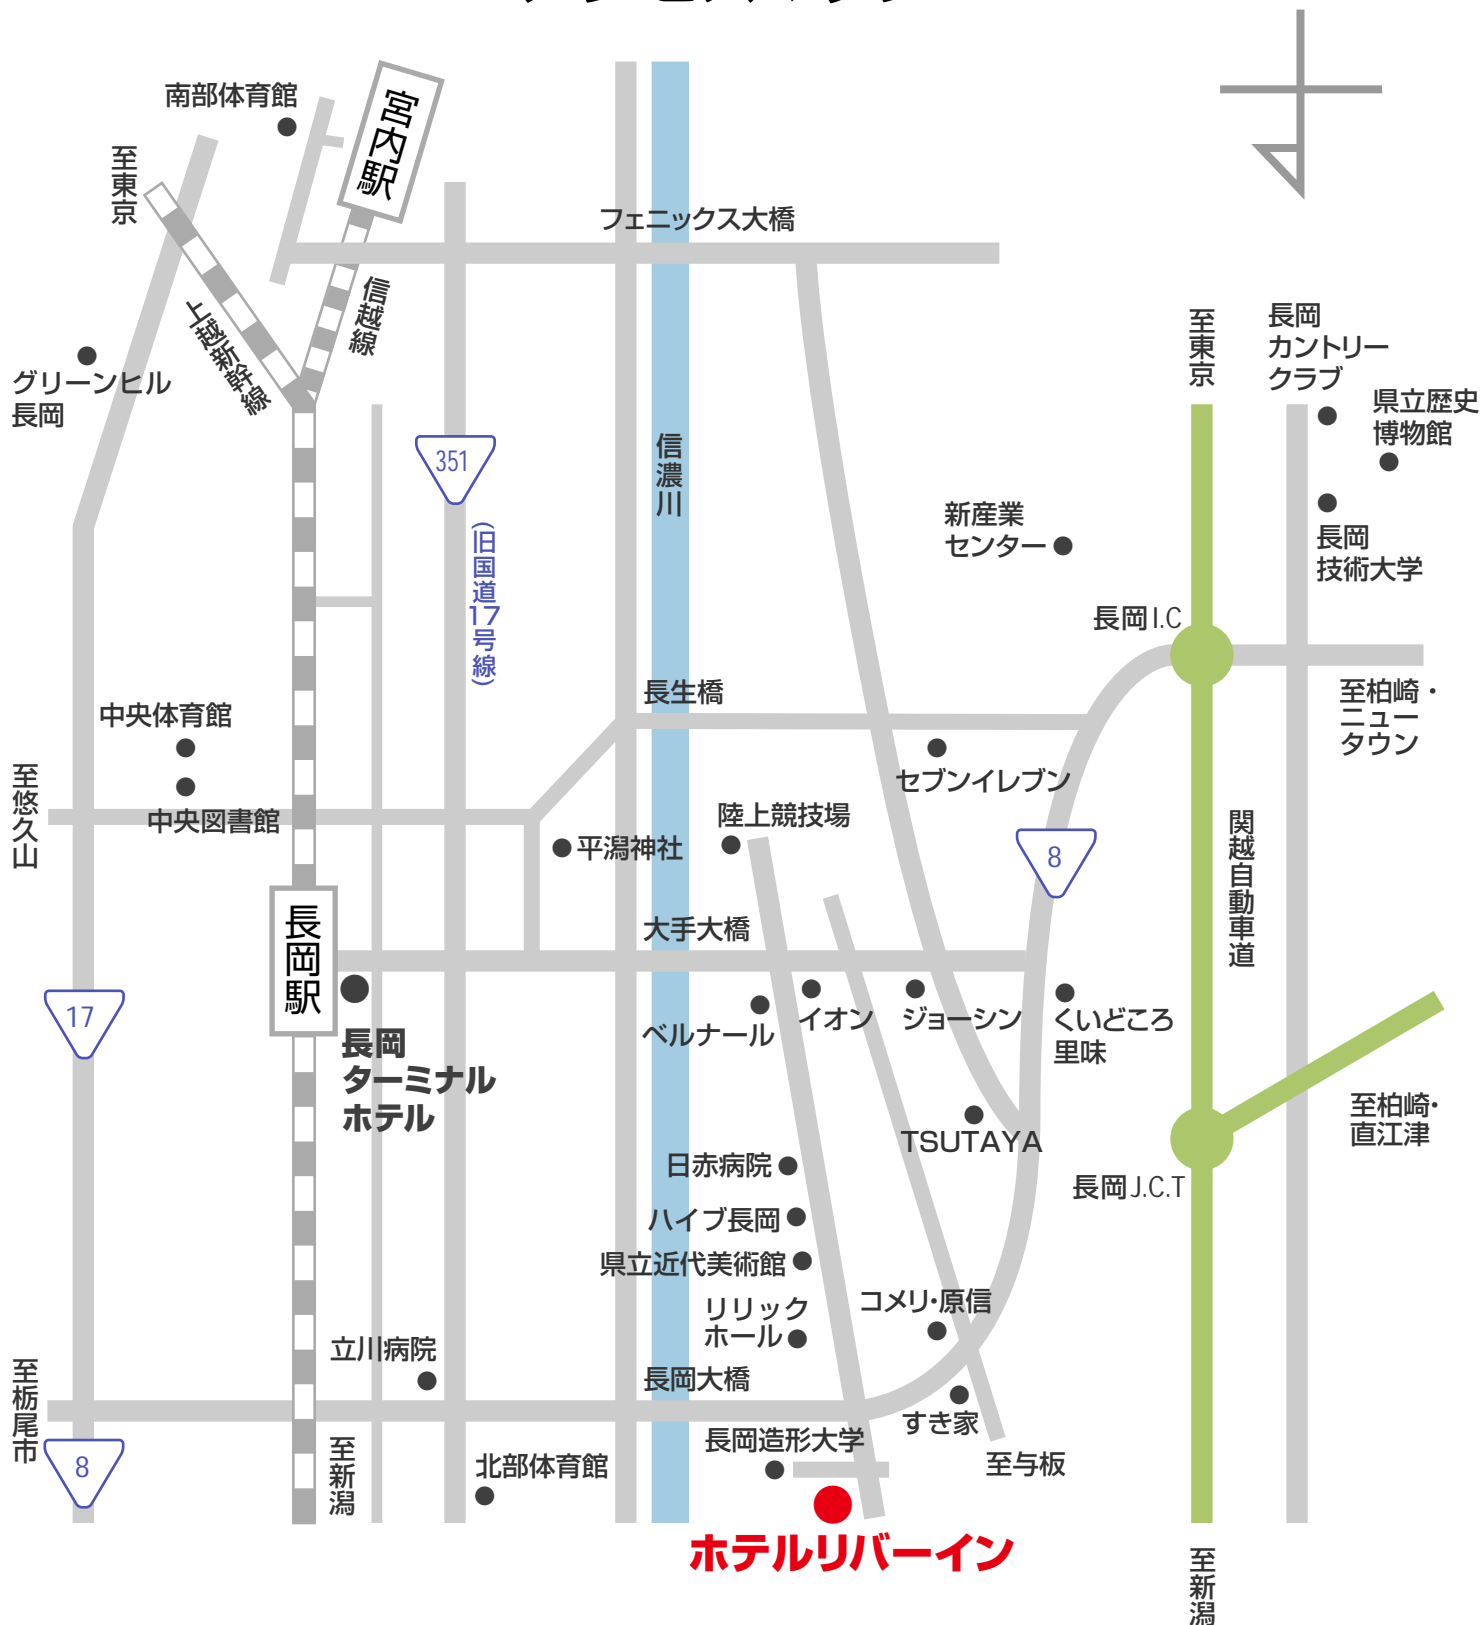 南部体育館
宮内駅
至東京
フェニックス大橋
信越線
上越新幹線
グリーンヒル
長岡
351
(旧国道17号線)
信濃川
至東京
長岡
カントリー
クラブ
県立歴史
博物館
新産業
センター
長岡
技術大学
長岡I.C
至柏崎・
ニュー
タウン
長生橋
中央体育館
中央図書館
至悠久山
セブンイレブン
陸上競技場
平潟神社
8
関越自動車道
大手大橋
長岡駅
17
長岡
ターミナル
ホテル
ベルナール
イオン
ジョーシン
くいどころ
里味
TSUTAYA
至柏崎・
直江津
長岡J.C.T
日赤病院
ハイブ長岡
県立近代美術館
リリック
ホール
コメリ・原信
立川病院
長岡大橋
至栃尾市
8
至新潟
すき家
長岡造形大学
北部体育館
至与板
ホテルリバーイン
至新潟